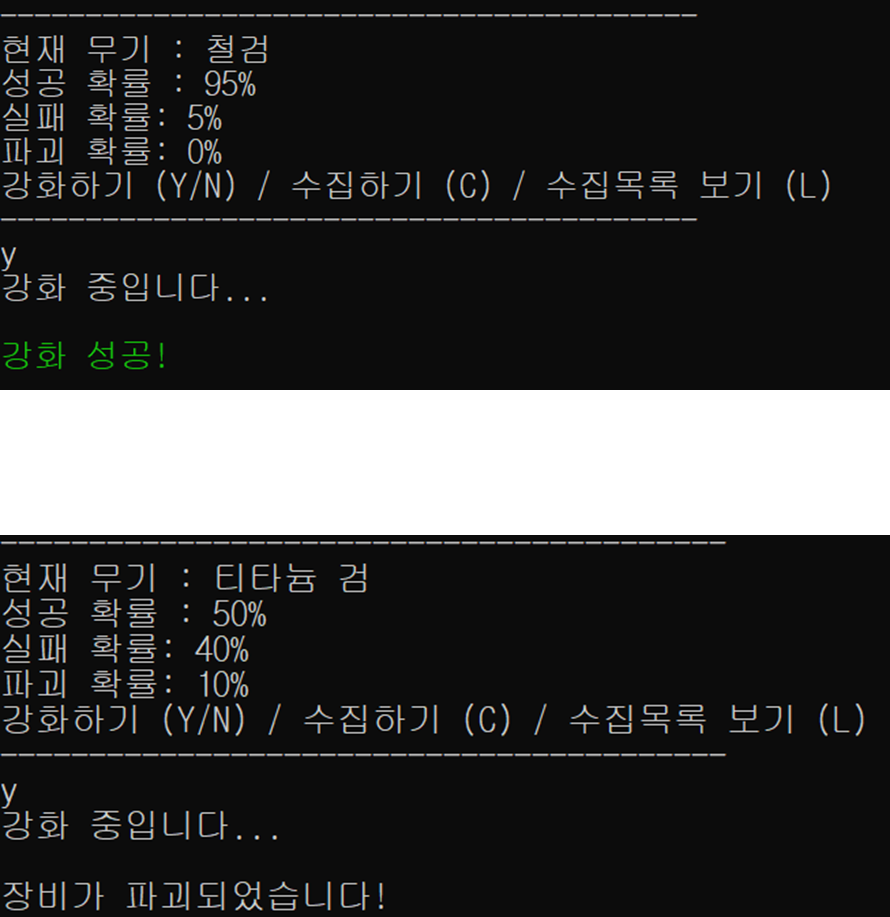 ----------------------------------------
현재 무기 : 철검
성공 확률 : 95%
실패 확률: 5%
파괴 확률: 0%
강화하기 (Y/N) / 수집하기 (C) / 수집목록 보기 (L)
----------------------------------------
y
강화 중입니다...
강화 성공!
----------------------------------------
현재 무기 : 티타늄 검
성공 확률 : 50%
실패 확률: 40%
파괴 확률: 10%
강화하기 (Y/N) / 수집하기 (C) / 수집목록 보기 (L)
----------------------------------------
y
강화 중입니다...
장비가 파괴되었습니다!